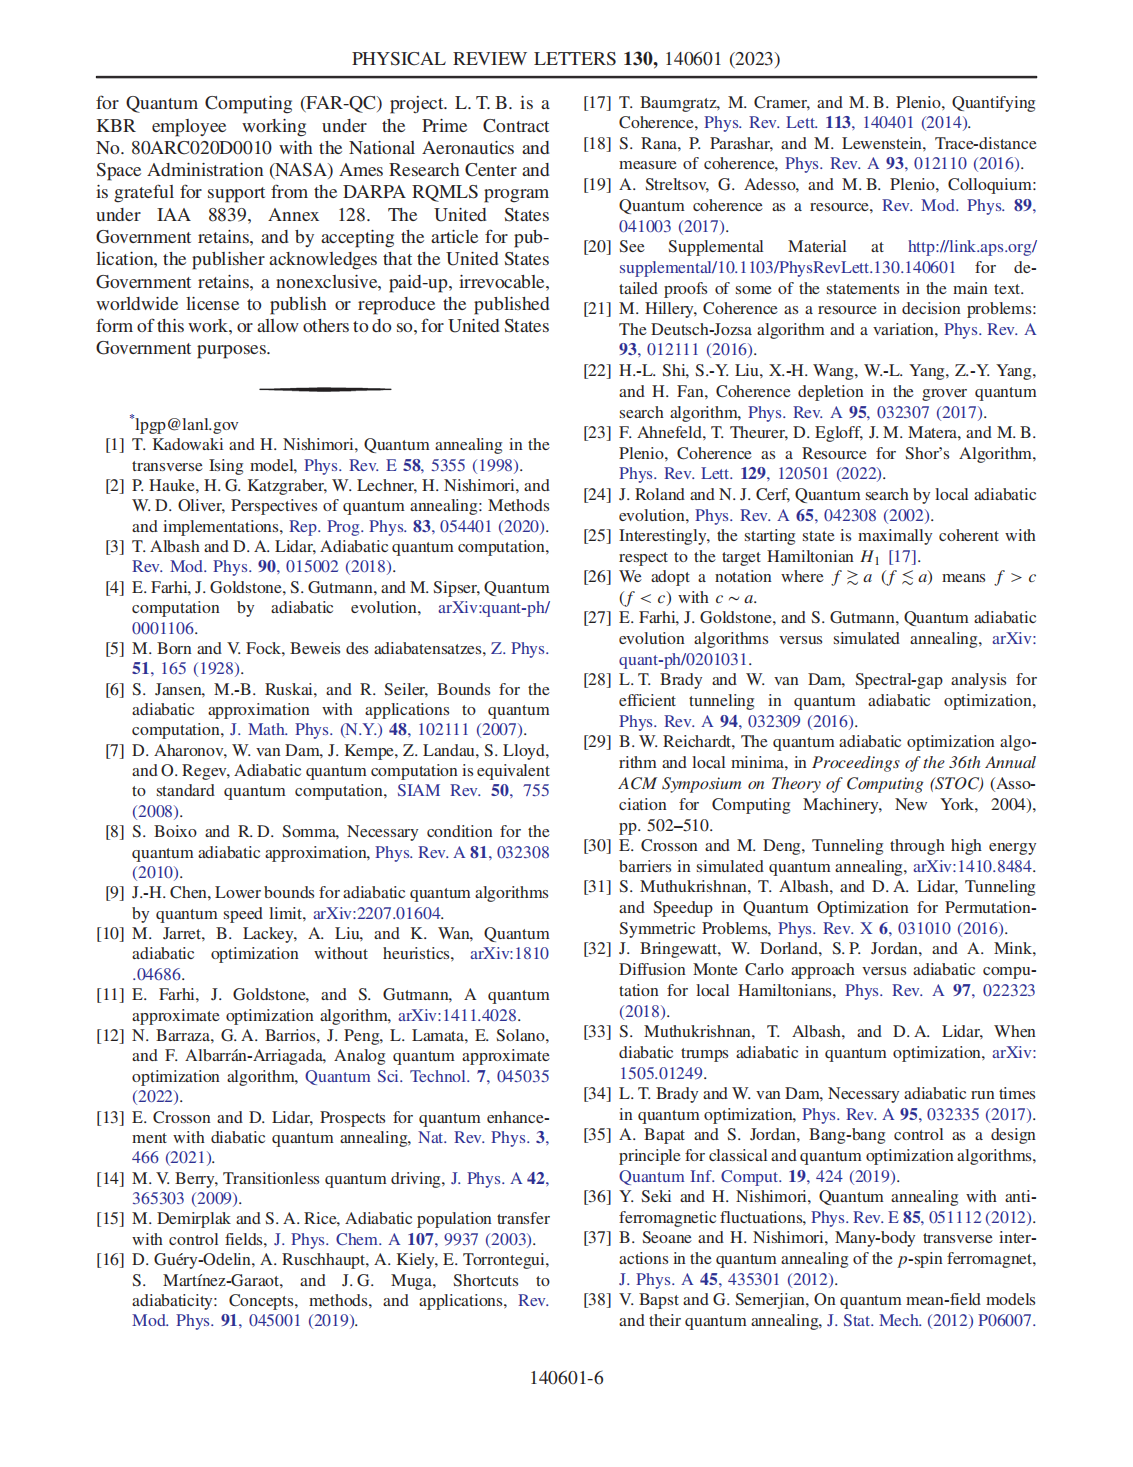 PHYSICAL REVIEW LETTERS 130, 140601 (2023)
for Quantum Computing (FAR-QC) project. L. T. B. is a
KBR employee working under the Prime Contract
No. 80ARC020D0010 with the National Aeronautics and
Space Administration (NASA) Ames Research Center and
is grateful for support from the DARPA RQMLS program
under IAA 8839, Annex 128. The United States
Government retains, and by accepting the article for pub-
lication, the publisher acknowledges that the United States
Government retains, a nonexclusive, paid-up, irrevocable,
worldwide license to publish or reproduce the published
form of this work, or allow others to do so, for United States
Government purposes.
*lpgp@lanl.gov
[1] T. Kadowaki and H. Nishimori, Quantum annealing in the
transverse Ising model, Phys. Rev. E 58, 5355 (1998).
[2] P. Hauke, H. G. Katzgraber, W. Lechner, H. Nishimori, and
W. D. Oliver, Perspectives of quantum annealing: Methods
and implementations, Rep. Prog. Phys. 83, 054401 (2020).
[3] T. Albash and D. A. Lidar, Adiabatic quantum computation,
Rev. Mod. Phys. 90, 015002 (2018).
[4] E. Farhi, J. Goldstone, S. Gutmann, and M. Sipser, Quantum
computation by adiabatic evolution, arXiv:quant-ph/
0001106.
[5] M. Born and V. Fock, Beweis des adiabatensatzes, Z. Phys.
51, 165 (1928).
[6] S. Jansen, M.-B. Ruskai, and R. Seiler, Bounds for the
adiabatic approximation with applications to quantum
computation, J. Math. Phys. (N.Y.) 48, 102111 (2007).
[7] D. Aharonov, W. van Dam, J. Kempe, Z. Landau, S. Lloyd,
and O. Regev, Adiabatic quantum computation is equivalent
to standard quantum computation, SIAM Rev. 50, 755
(2008).
[8] S. Boixo and R. D. Somma, Necessary condition for the
quantum adiabatic approximation, Phys. Rev. A 81, 032308
(2010).
[9] J.-H. Chen, Lower bounds for adiabatic quantum algorithms
by quantum speed limit, arXiv:2207.01604.
[10] M. Jarret, B. Lackey, A. Liu, and K. Wan, Quantum
adiabatic optimization without heuristics, arXiv:1810
.04686.
[11] E. Farhi, J. Goldstone, and S. Gutmann, A quantum
approximate optimization algorithm, arXiv:1411.4028.
[12] N. Barraza, G. A. Barrios, J. Peng, L. Lamata, E. Solano,
and F. Albarrán-Arriagada, Analog quantum approximate
optimization algorithm, Quantum Sci. Technol. 7, 045035
(2022).
[13] E. Crosson and D. Lidar, Prospects for quantum enhance-
ment with diabatic quantum annealing, Nat. Rev. Phys. 3,
466 (2021).
[14] M. V. Berry, Transitionless quantum driving, J. Phys. A 42,
365303 (2009).
[15] M. Demirplak and S. A. Rice, Adiabatic population transfer
with control fields, J. Phys. Chem. A 107, 9937 (2003).
[16] D. Guéry-Odelin, A. Ruschhaupt, A. Kiely, E. Torrontegui,
S. Martínez-Garaot, and J. G. Muga, Shortcuts to
adiabaticity: Concepts, methods, and applications, Rev.
Mod. Phys. 91, 045001 (2019).
[17] T. Baumgratz, M. Cramer, and M. B. Plenio, Quantifying
Coherence, Phys. Rev. Lett. 113, 140401 (2014).
[18] S. Rana, P. Parashar, and M. Lewenstein, Trace-distance
measure of coherence, Phys. Rev. A 93, 012110 (2016).
[19] A. Streltsov, G. Adesso, and M. B. Plenio, Colloquium:
Quantum coherence as a resource, Rev. Mod. Phys. 89,
041003 (2017).
[20] See Supplemental Material at http://link.aps.org/
supplemental/10.1103/PhysRevLett.130.140601 for de-
tailed proofs of some of the statements in the main text.
[21] M. Hillery, Coherence as a resource in decision problems:
The Deutsch-Jozsa algorithm and a variation, Phys. Rev. A
93, 012111 (2016).
[22] H.-L. Shi, S.-Y. Liu, X.-H. Wang, W.-L. Yang, Z.-Y. Yang,
and H. Fan, Coherence depletion in the grover quantum
search algorithm, Phys. Rev. A 95, 032307 (2017).
[23] F. Ahnefeld, T. Theurer, D. Egloff, J. M. Matera, and M. B.
Plenio, Coherence as a Resource for Shor's Algorithm,
Phys. Rev. Lett. 129, 120501 (2022).
[24] J. Roland and N. J. Cerf, Quantum search by local adiabatic
evolution, Phys. Rev. A 65, 042308 (2002).
[25] Interestingly, the starting state is maximally coherent with
respect to the target Hamiltonian H₁ [17].
[26] We adopt a notation where f ≳ a (f ≲ a) means f > c
(f < c) with c ~ a.
[27] E. Farhi, J. Goldstone, and S. Gutmann, Quantum adiabatic
evolution algorithms versus simulated annealing, arXiv:
quant-ph/0201031.
[28] L. T. Brady and W. van Dam, Spectral-gap analysis for
efficient tunneling in quantum adiabatic optimization,
Phys. Rev. A 94, 032309 (2016).
[29] B. W. Reichardt, The quantum adiabatic optimization algo-
rithm and local minima, in Proceedings of the 36th Annual
ACM Symposium on Theory of Computing (STOC) (Asso-
ciation for Computing Machinery, New York, 2004),
pp. 502–510.
[30] E. Crosson and M. Deng, Tunneling through high energy
barriers in simulated quantum annealing, arXiv:1410.8484.
[31] S. Muthukrishnan, T. Albash, and D. A. Lidar, Tunneling
and Speedup in Quantum Optimization for Permutation-
Symmetric Problems, Phys. Rev. X 6, 031010 (2016).
[32] J. Bringewatt, W. Dorland, S. P. Jordan, and A. Mink,
Diffusion Monte Carlo approach versus adiabatic compu-
tation for local Hamiltonians, Phys. Rev. A 97, 022323
(2018).
[33] S. Muthukrishnan, T. Albash, and D. A. Lidar, When
diabatic trumps adiabatic in quantum optimization, arXiv:
1505.01249.
[34] L. T. Brady and W. van Dam, Necessary adiabatic run times
in quantum optimization, Phys. Rev. A 95, 032335 (2017).
[35] A. Bapat and S. Jordan, Bang-bang control as a design
principle for classical and quantum optimization algorithms,
Quantum Inf. Comput. 19, 424 (2019).
[36] Y. Seki and H. Nishimori, Quantum annealing with anti-
ferromagnetic fluctuations, Phys. Rev. E 85, 051112 (2012).
[37] B. Seoane and H. Nishimori, Many-body transverse inter-
actions in the quantum annealing of the p-spin ferromagnet,
J. Phys. A 45, 435301 (2012).
[38] V. Bapst and G. Semerjian, On quantum mean-field models
and their quantum annealing, J. Stat. Mech. (2012) P06007.
140601-6